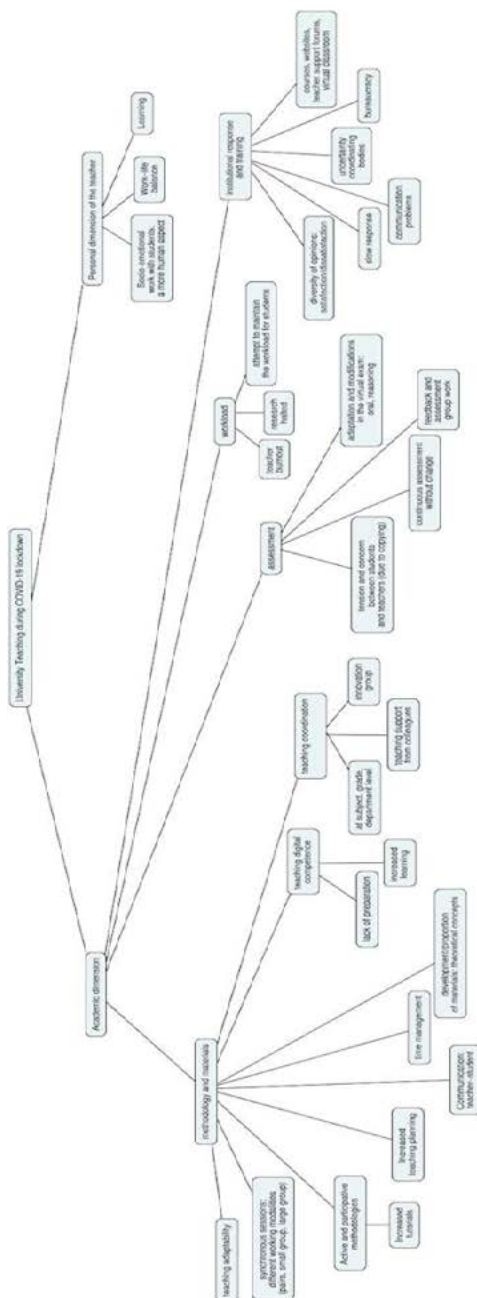 University Teaching during COVID-19 lockdown
Academic dimension
Personal dimension of the teacher
Socio-emotional
work with students,
a more human aspect
Work-life
balance
Learning
methodology and materials
assessment
workload
institutional response
and training
teaching adaptability
synchronous sessions:
different working modalities
(pairs, small group, large group)
Active and participative
methodologies
Increased
tutorials
Increased
teaching planning
Communication:
teacher-student
time management
development/proportion
of materials: theoretical concepts
teaching digital
competence
lack of preparation
increased
learning
teaching coordination
at subject, grade,
department level
teaching support
from colleagues
innovation
group
tension and concern
between students
and teachers (due to copying)
continuous assessment
without change
feedback and
assessment
group work
adaptation and modifications
in the virtual exam:
oral, reasoning
teacher
burnout
research
halted
attempt to maintain
the workload for students
diversity of opinions:
satisfaction/dissatisfaction
slow response
communication
problems
uncertainty
coordinating
bodies
bureaucracy
courses, websites,
teacher support forums,
virtual classroom